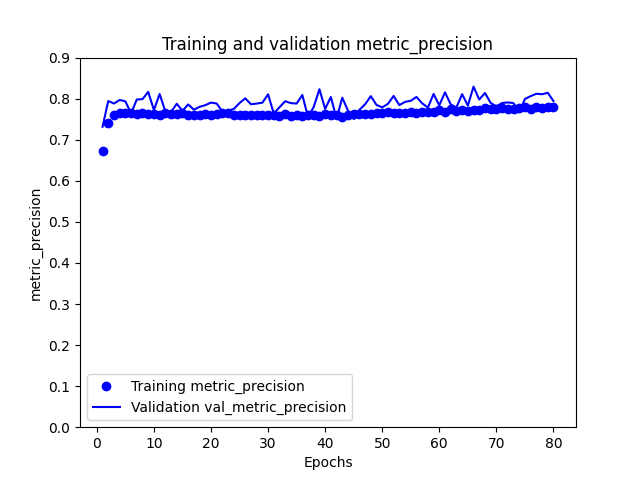 Training and validation metric_precision
metric_precision
0.9
0.8
0.7
0.6
0.5
0.4
0.3
0.2
0.1
0.0
Training metric_precision
Validation val_metric_precision
0 10 20 30 40 50 60 70 80
Epochs